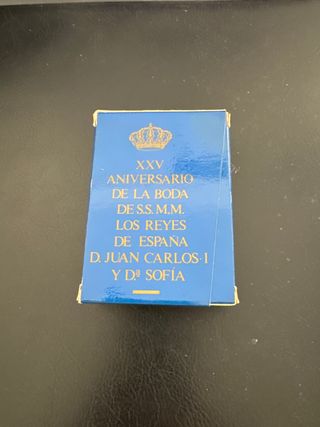 XXV
ANIVERSARIO
DE LA BODA
DE S.S.M.M.
LOS REYES
DE ESPAÑA
D. JUAN CARLOS-I
Y Dª SOFÍA